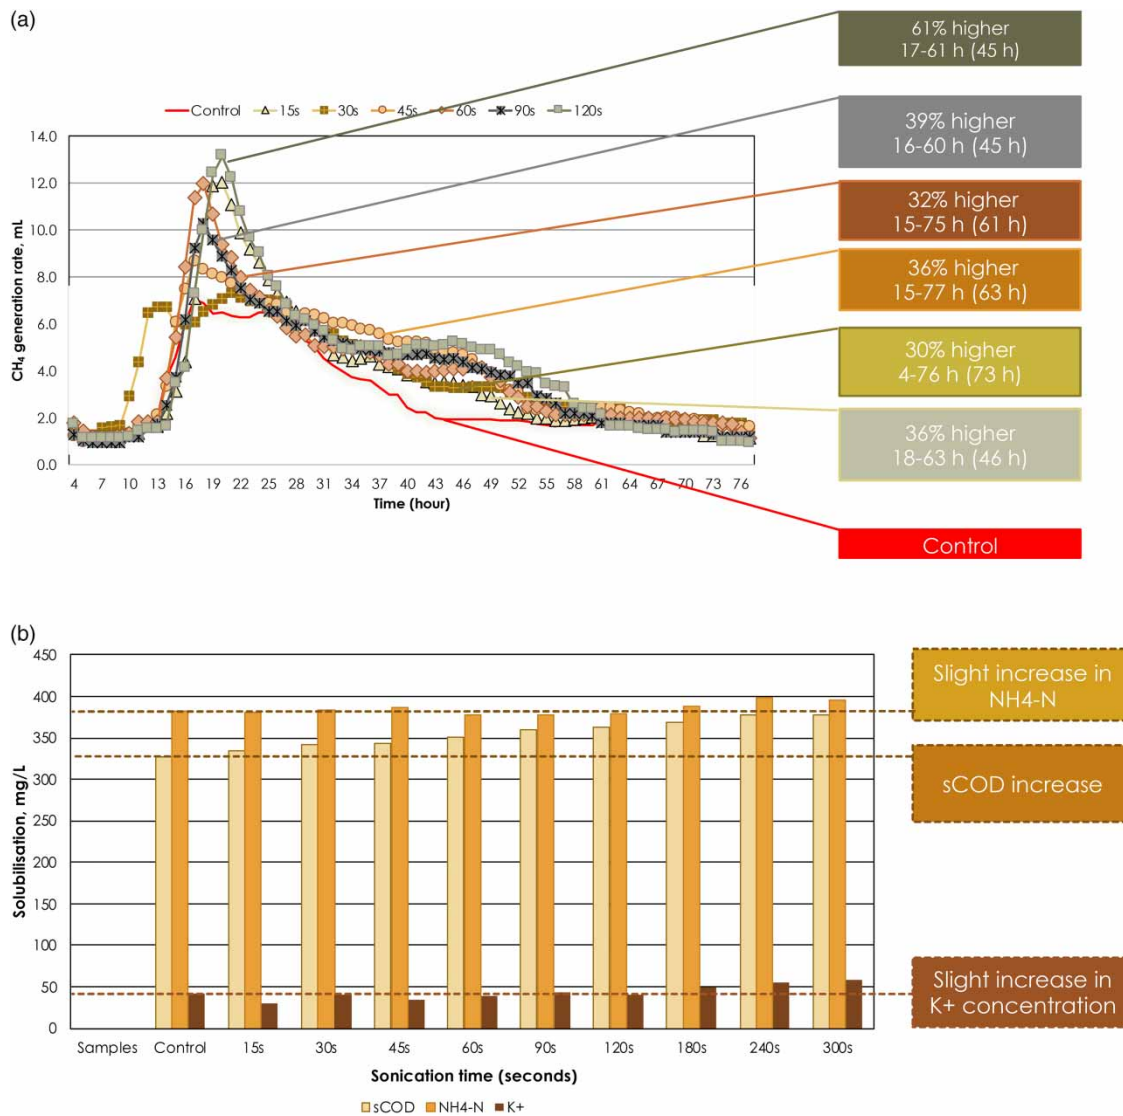 (a)
61% higher
17-61 h (45 h)
Control 15s 30s 45s 60s 90s 120s
39% higher
16-60 h (45 h)
32% higher
15-75 h (61 h)
36% higher
15-77 h (63 h)
30% higher
4-76 h (73 h)
36% higher
18-63 h (46 h)
Control
CH₄ generation rate, mL
14.0
12.0
10.0
8.0
6.0
4.0
2.0
0.0
4 7 10 13 16 19 22 25 28 31 34 37 40 43 46 49 52 55 58 61 64 67 70 73 76
Time (hour)
(b)
Solubilisation, mg/L
450
400
350
300
250
200
150
100
50
0
Slight increase in
NH4-N
sCOD increase
Slight increase in
K+ concentration
Samples Control 15s 30s 45s 60s 90s 120s 180s 240s 300s
Sonication time (seconds)
sCOD NH4-N K+